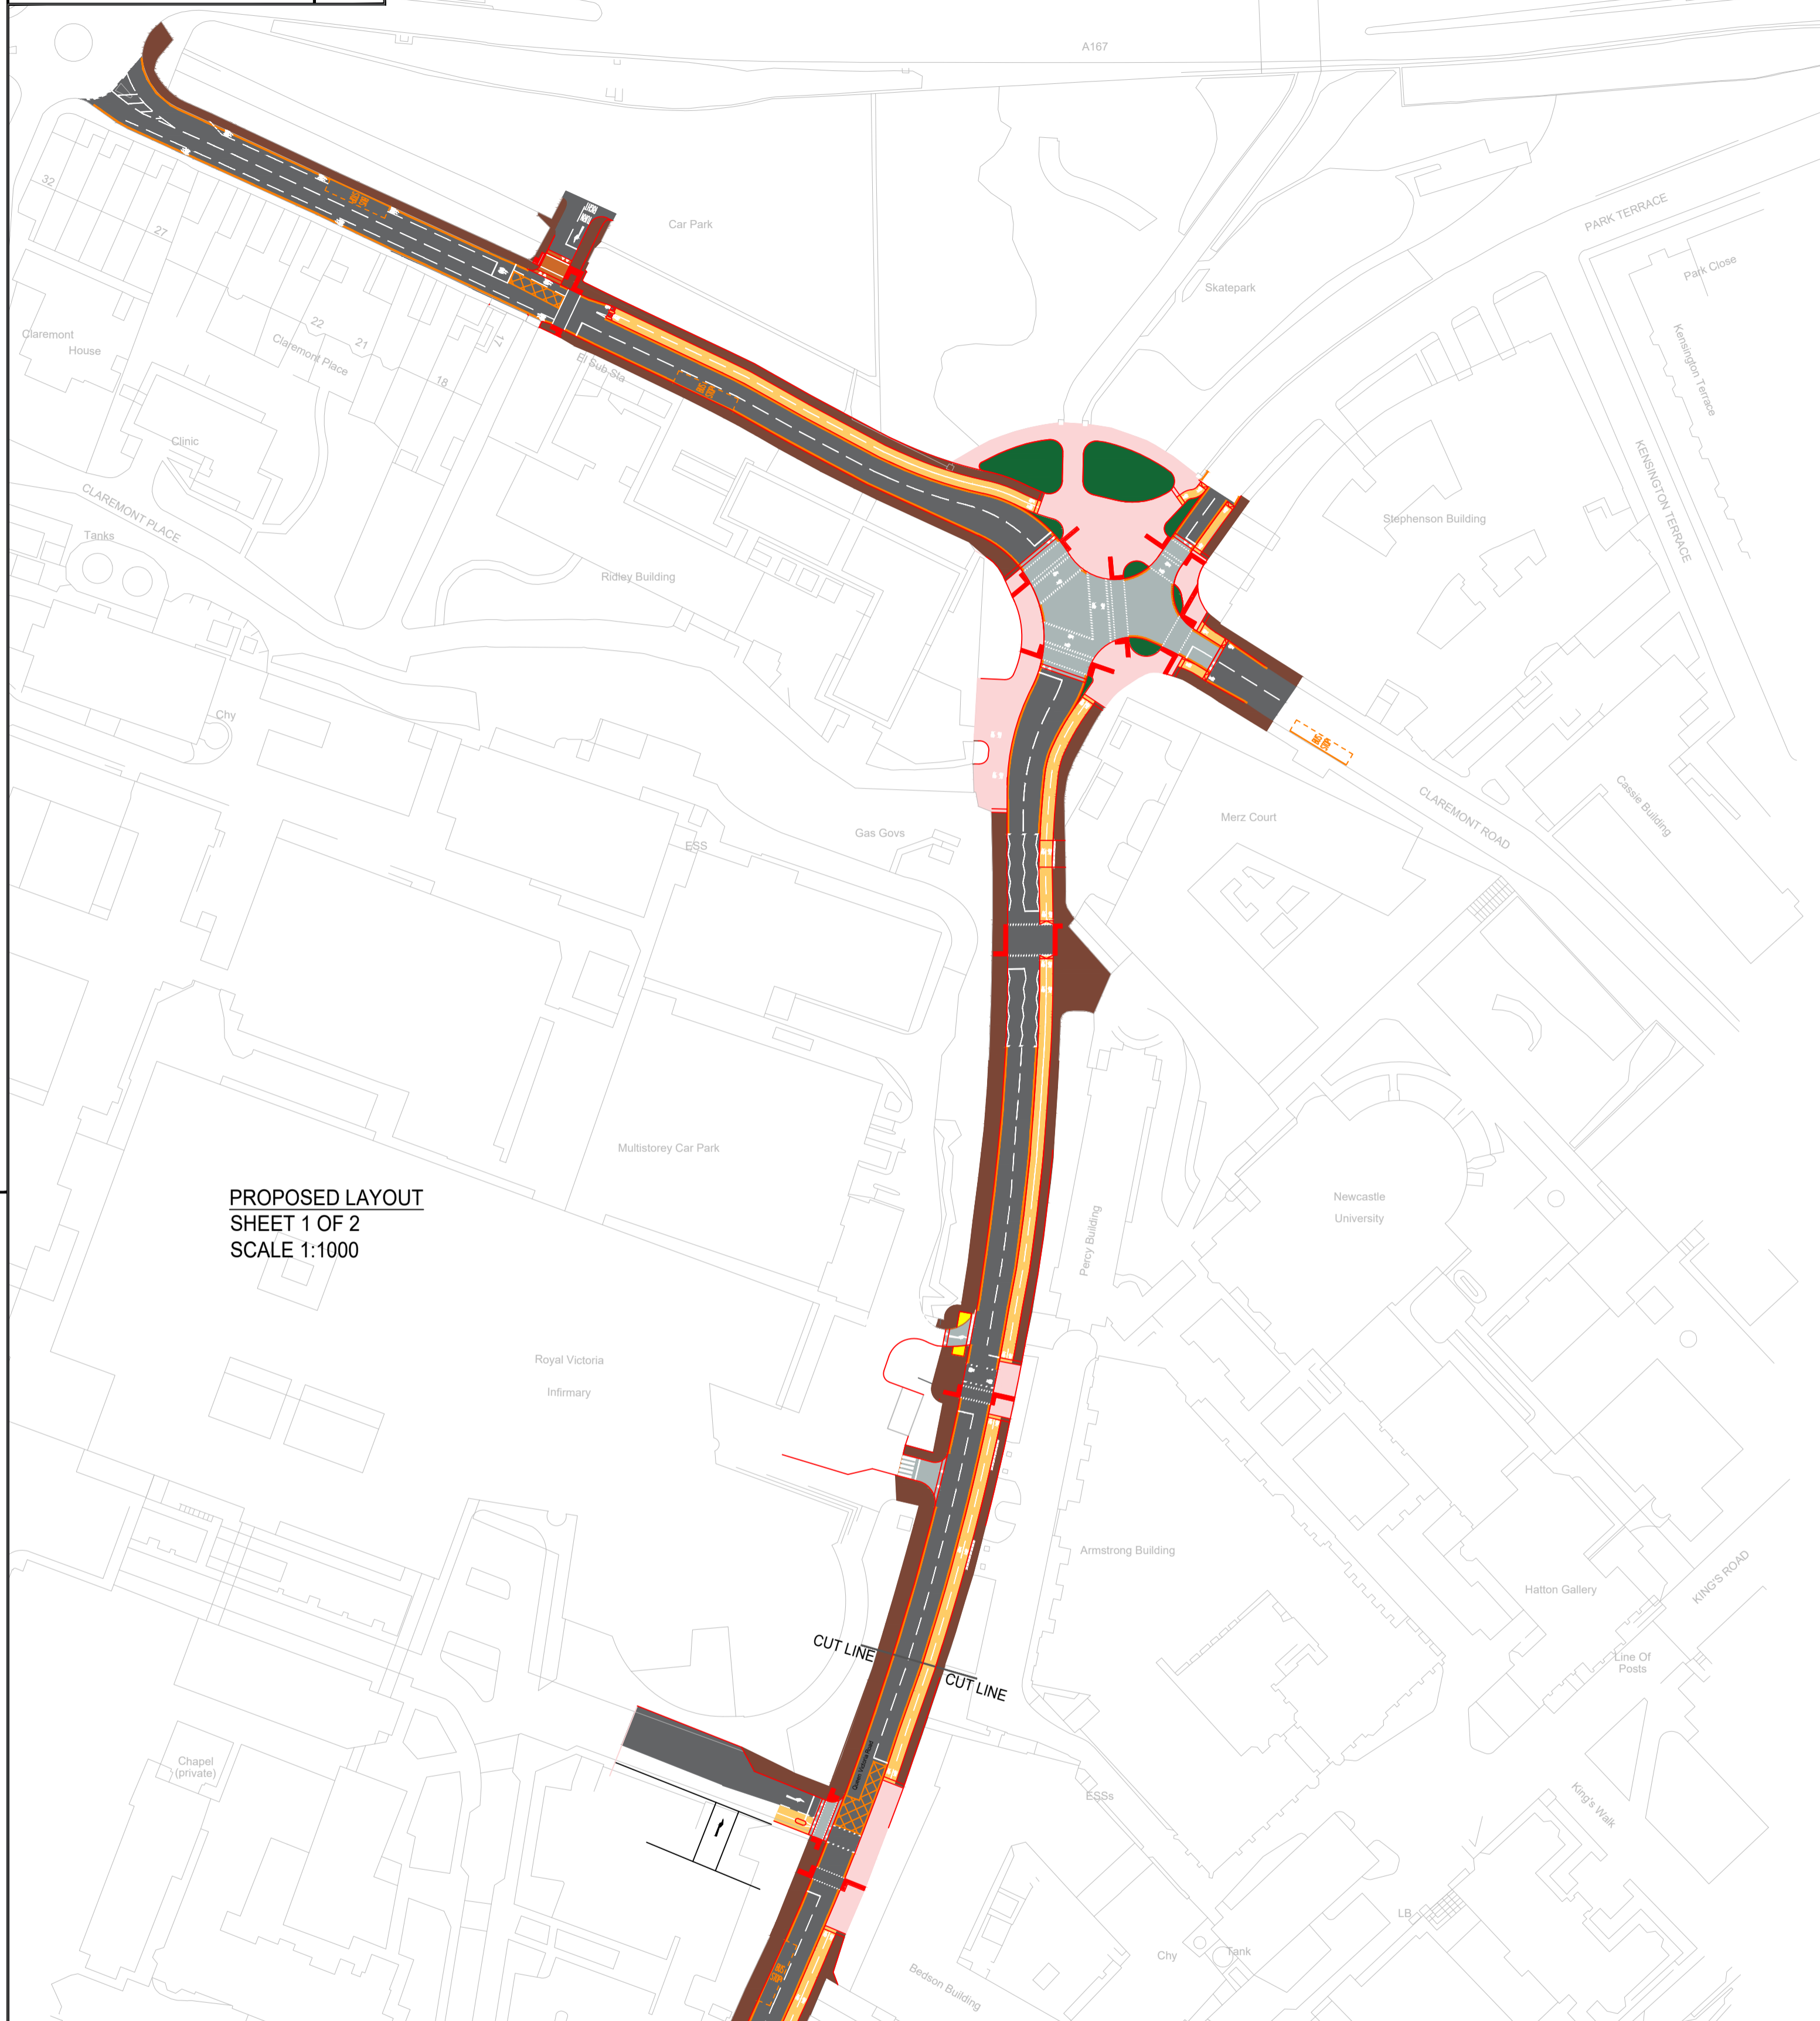 A167
32
27
Car Park
PARK TERRACE
Park Close
Skatepark
Kensington Terrace
Claremont
House
22
21
Claremont Place
18
17
El Sub Sta
Clinic
KENSINGTON TERRACE
CLAREMONT PLACE
Tanks
Stephenson Building
Ridley Building
Chy
CLAREMONT ROAD
Cassie Building
Merz Court
Gas Govs
ESS
Multistorey Car Park
PROPOSED LAYOUT
SHEET 1 OF 2
SCALE 1:1000
Percy Building
Newcastle
University
Royal Victoria
Infirmary
Armstrong Building
Hatton Gallery
KING'S ROAD
CUT LINE
CUT LINE
Line Of
Posts
Queen Victoria Road
Chapel
(private)
ESSs
King's Walk
LB
Chy
Tank
Bedson Building